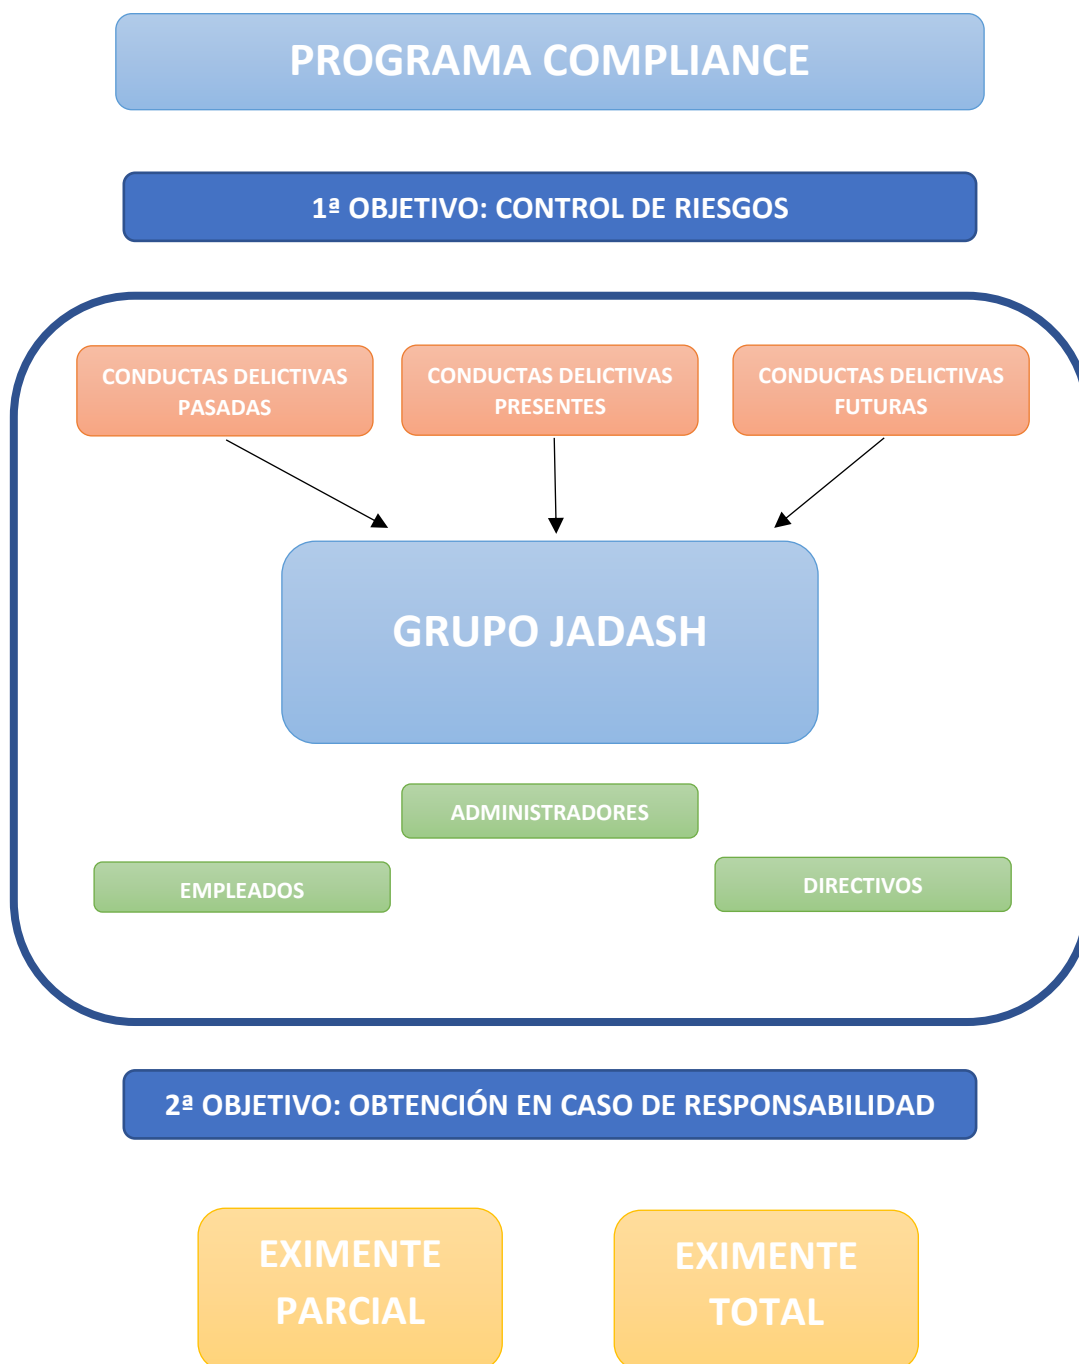 PROGRAMA COMPLIANCE
1ª OBJETIVO: CONTROL DE RIESGOS
CONDUCTAS DELICTIVAS
PASADAS
CONDUCTAS DELICTIVAS
PRESENTES
CONDUCTAS DELICTIVAS
FUTURAS
GRUPO JADASH
ADMINISTRADORES
EMPLEADOS
DIRECTIVOS
2ª OBJETIVO: OBTENCIÓN EN CASO DE RESPONSABILIDAD
EXIMENTE
PARCIAL
EXIMENTE
TOTAL